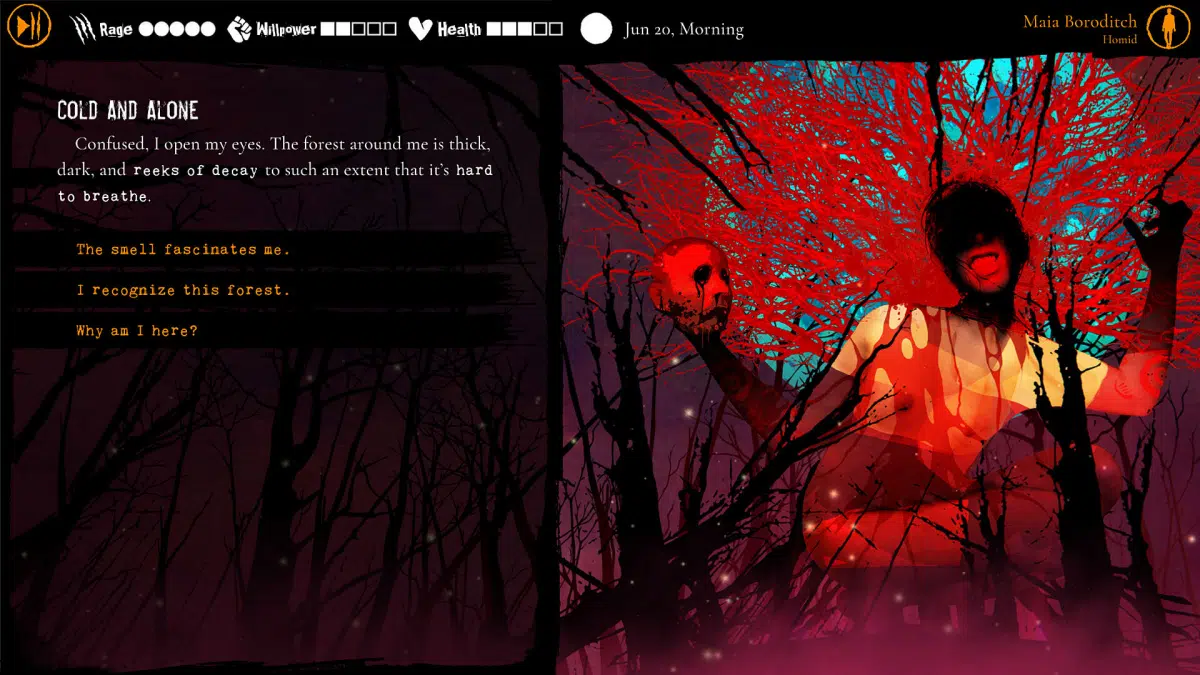 Rage
Willpower
Health
Jun 20, Morning
Maia Boroditch
Homid
COLD AND ALONE
Confused, I open my eyes. The forest around me is thick,
dark, and reeks of decay to such an extent that it's hard
to breathe.
The smell fascinates me.
I recognize this forest.
Why am I here?